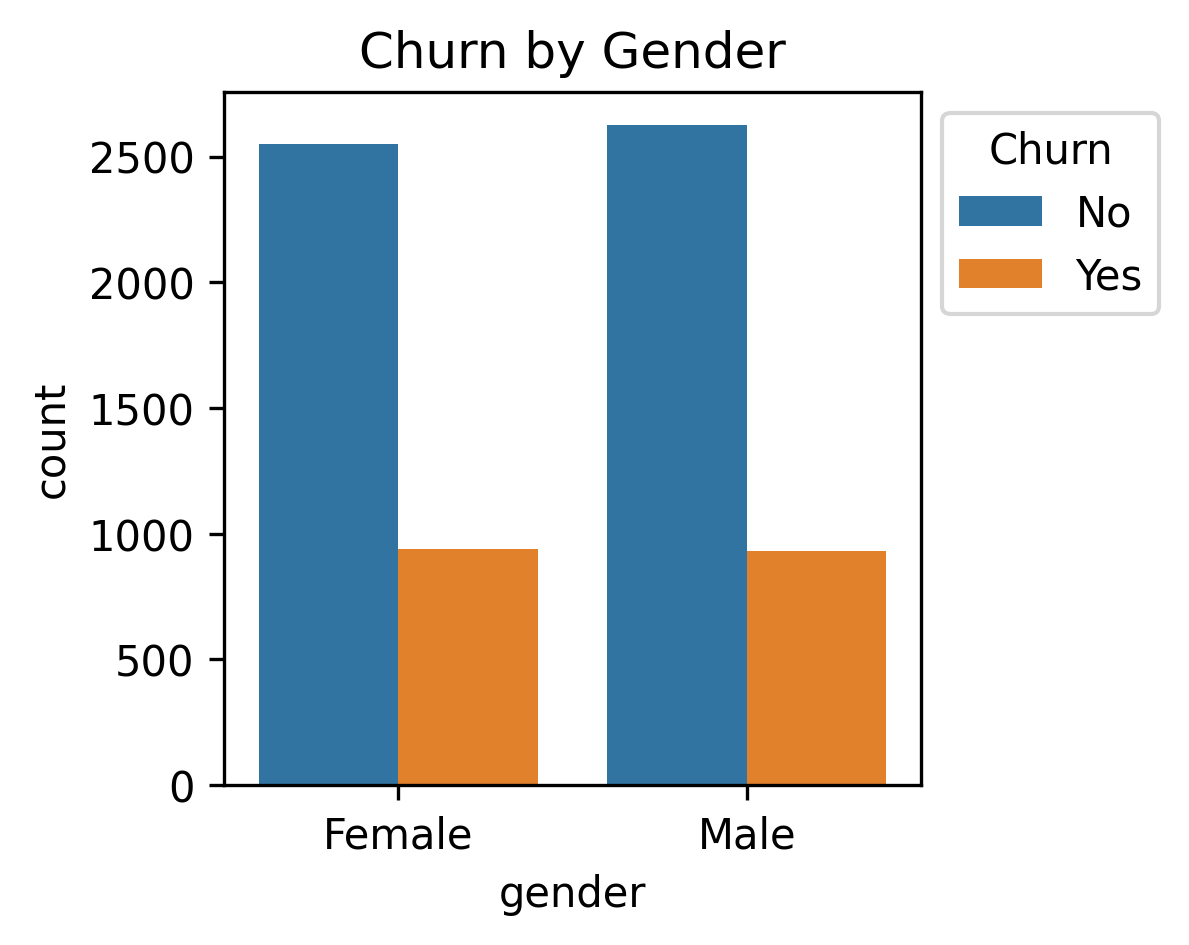 Churn by Gender
2500
2000
1500
1000
500
0
count
Female
Male
gender
Churn
No
Yes